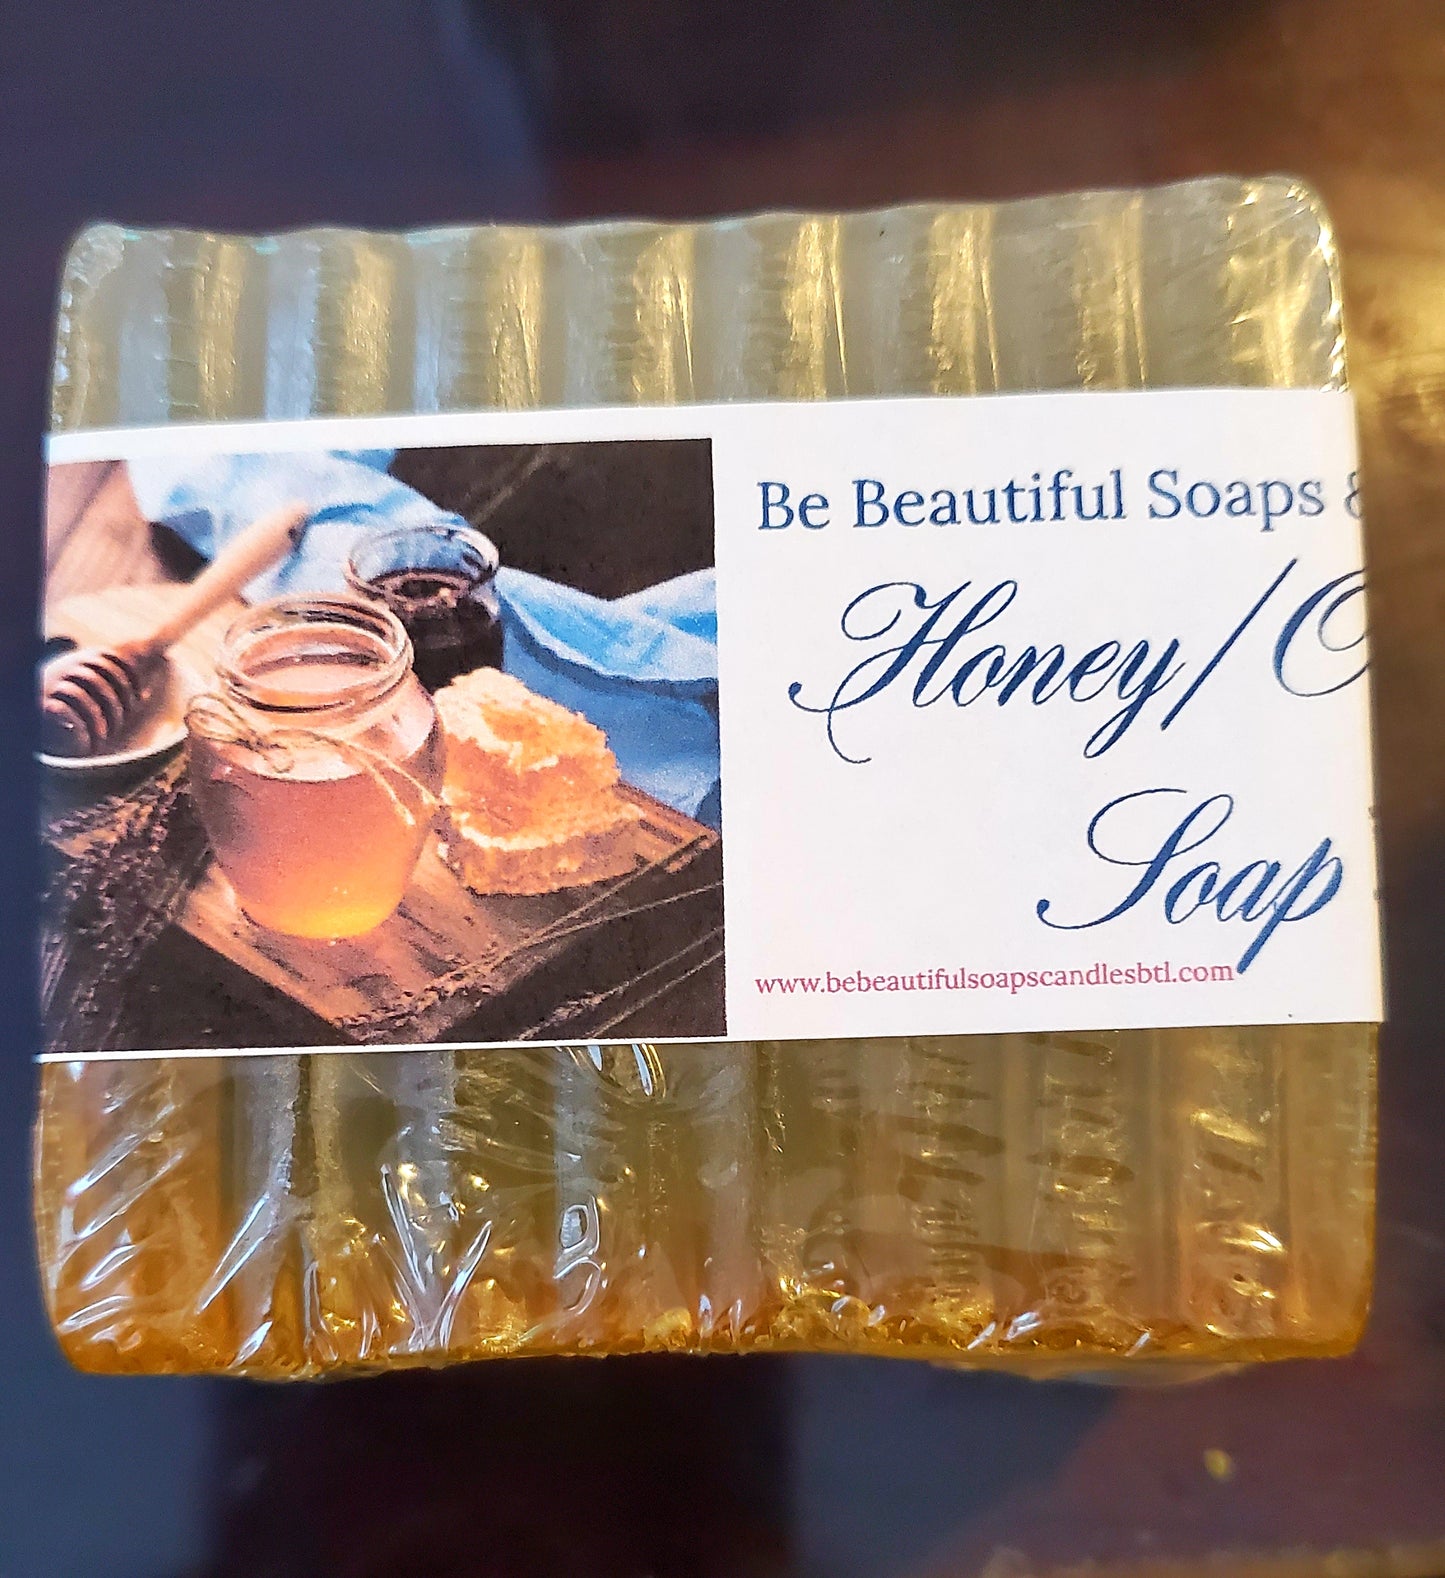 Be Beautiful Soaps &
Honey/O
Soap
www.bebeautifulsoapscandlesbtl.com